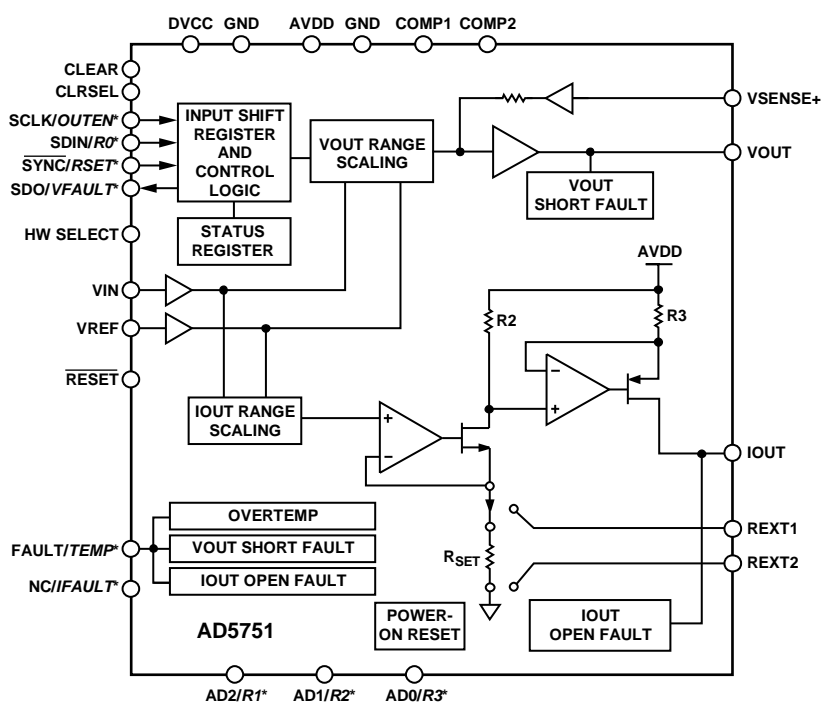 DVCC GND AVDD GND COMP1 COMP2
CLEAR
CLRSEL
SCLK/OUTEN*
SDIN/R0*
SYNC/RSET*
SDO/VFAULT*
HW SELECT
VIN
VREF
RESET
FAULT/TEMP*
NC/IFAULT*
INPUT SHIFT
REGISTER
AND
CONTROL
LOGIC
STATUS
REGISTER
VOUT RANGE
SCALING
VSENSE+
VOUT
VOUT
SHORT FAULT
AVDD
R2
R3
IOUT RANGE
SCALING
+
–
–
+
IOUT
REXT1
REXT2
RSET
OVERTEMP
VOUT SHORT FAULT
IOUT OPEN FAULT
POWER-
ON RESET
IOUT
OPEN FAULT
AD5751
AD2/R1* AD1/R2* AD0/R3*